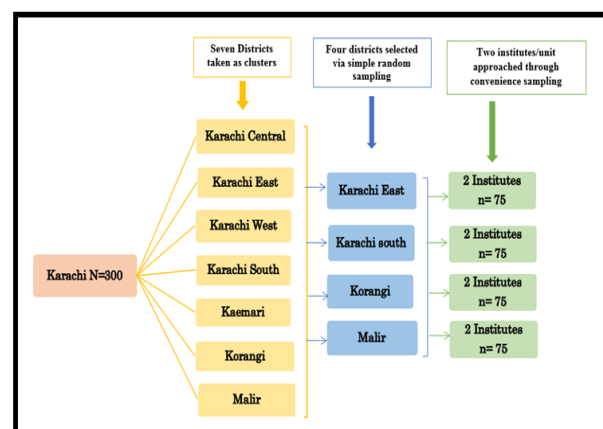 Seven Districts
taken as clusters
Four districts selected
via simple random
sampling
Two institutes/unit
approached through
convenience sampling
Karachi N=300
Karachi Central
Karachi East
Karachi West
Karachi South
Kaemari
Korangi
Malir
Karachi East
Karachi south
Korangi
Malir
2 Institutes
n= 75
2 Institutes
n= 75
2 Institutes
n= 75
2 Institutes
n= 75